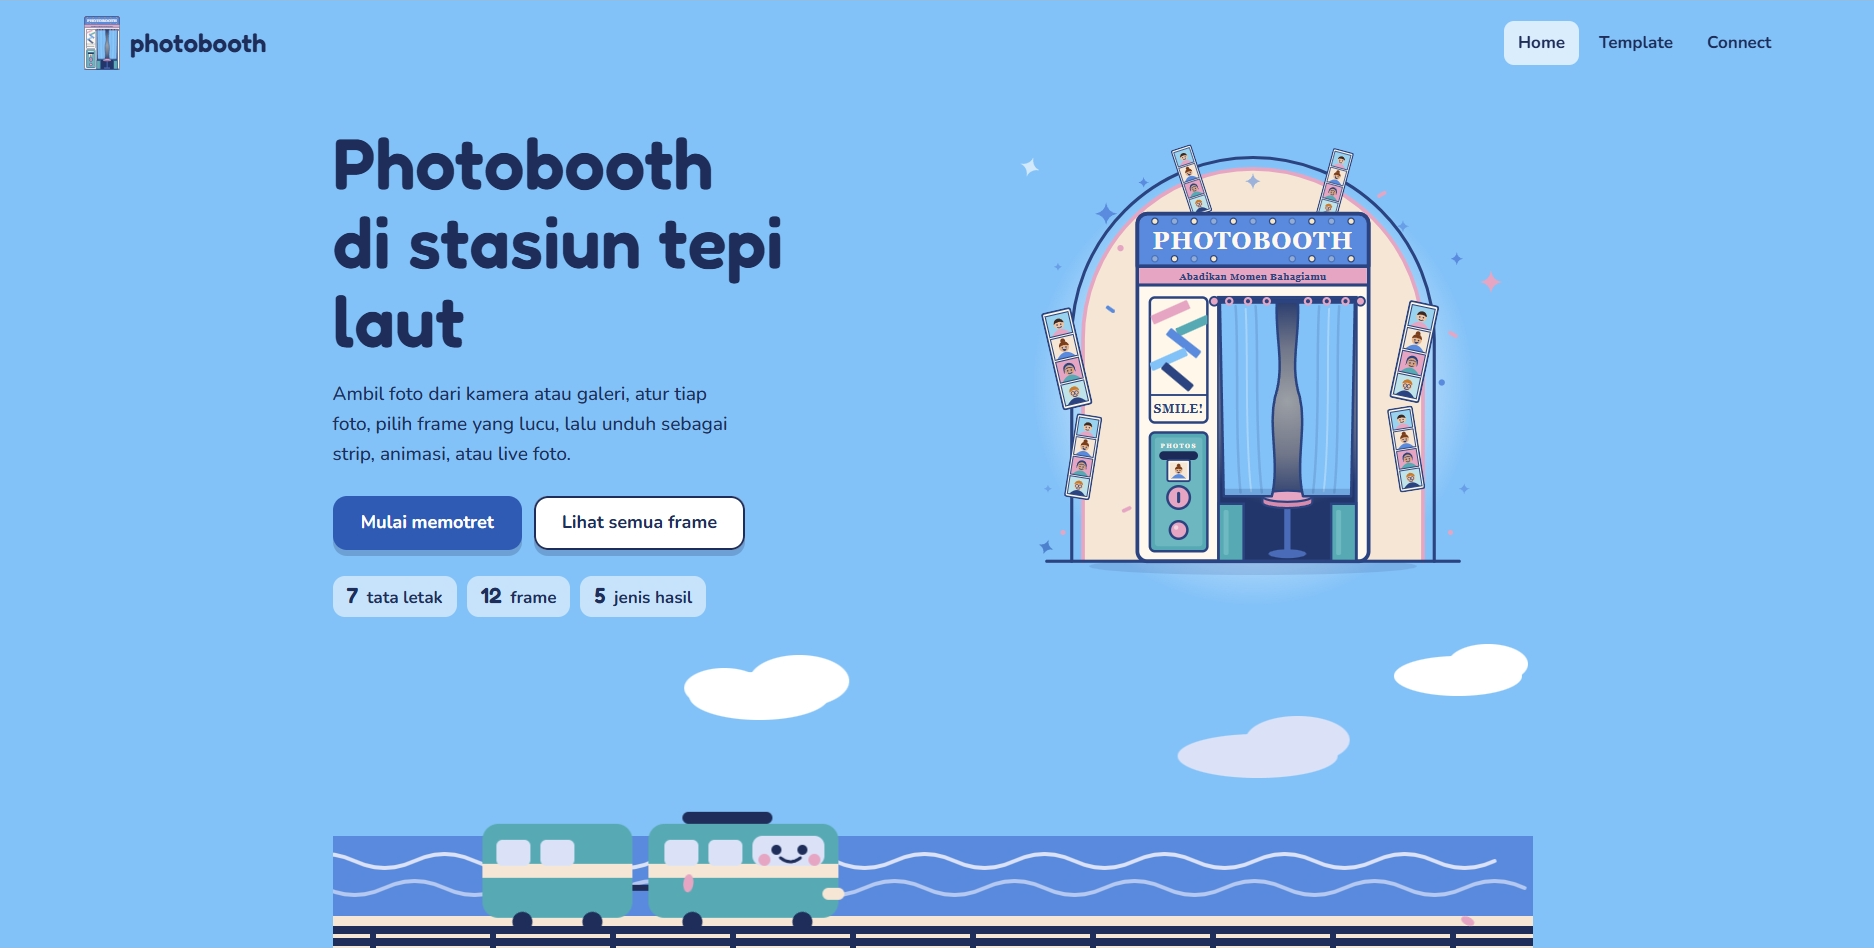 photobooth
Home
Template
Connect
Photobooth
di stasiun tepi
laut
Ambil foto dari kamera atau galeri, atur tiap
foto, pilih frame yang lucu, lalu unduh sebagai
strip, animasi, atau live foto.
Mulai memotret
Lihat semua frame
7 tata letak
12 frame
5 jenis hasil
PHOTOBOOTH
Abadikan Momen Bahagiamu
SMILE!
PHOTOS